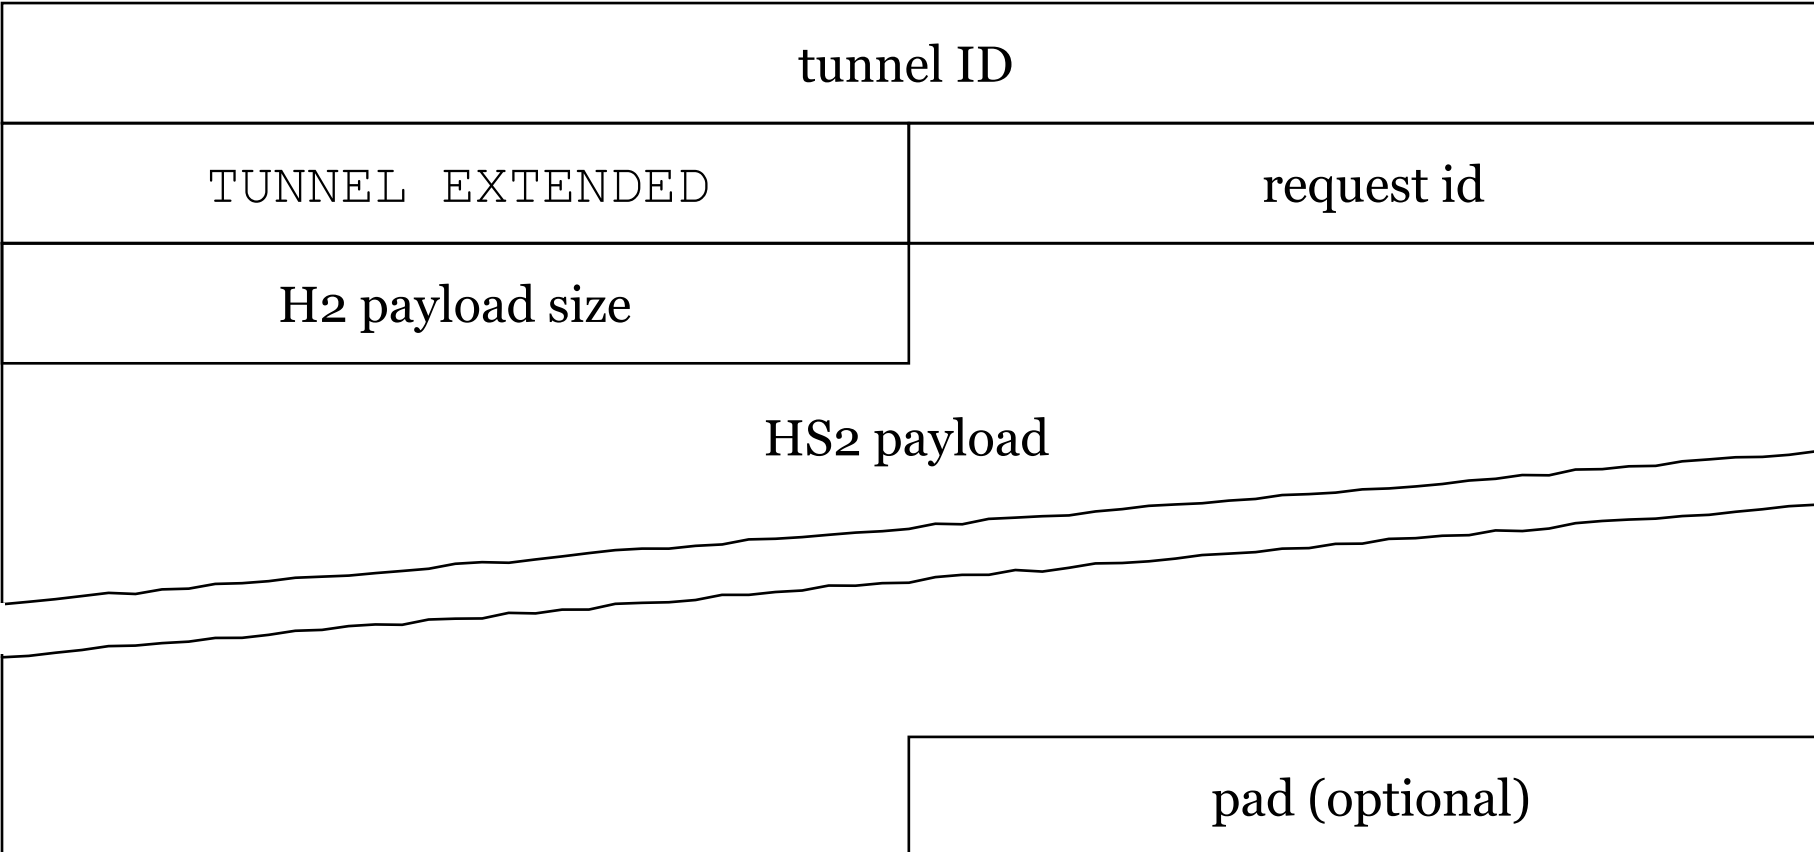 tunnel ID
TUNNEL EXTENDED
request id
H2 payload size
HS2 payload
pad (optional)